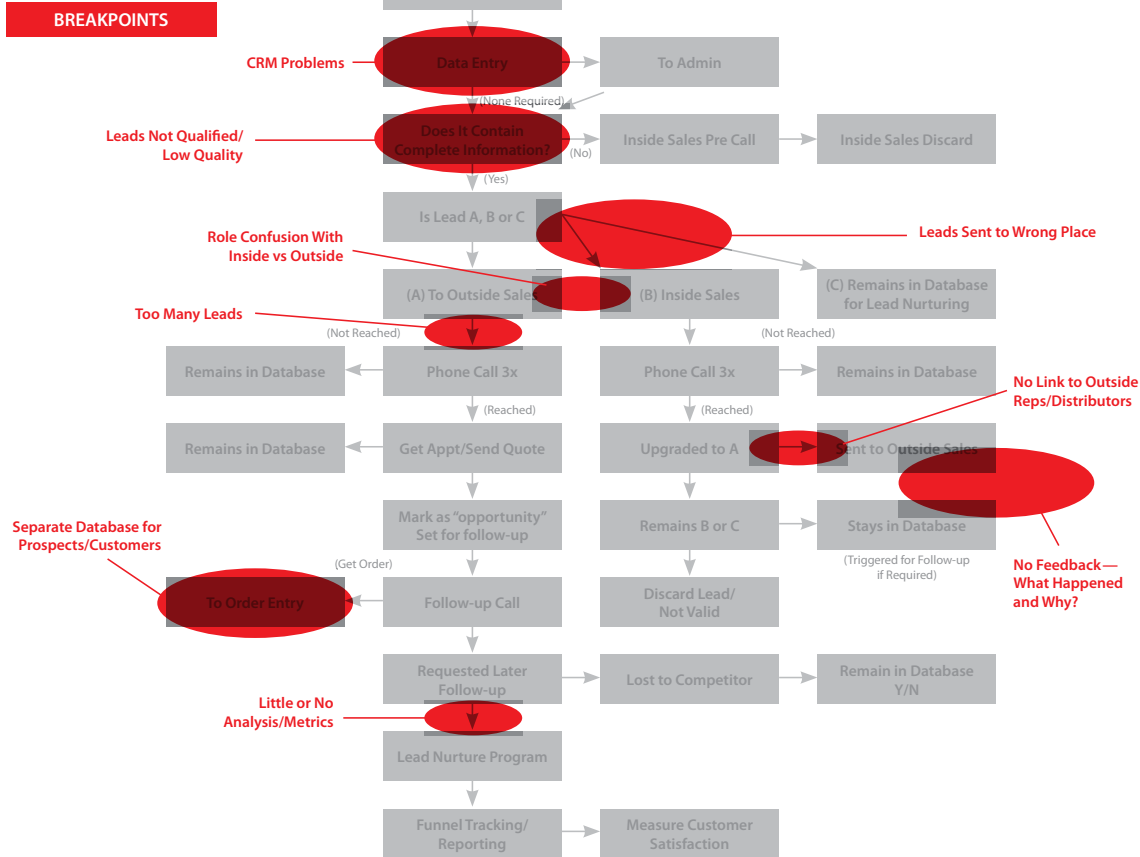 BREAKPOINTS
CRM Problems
Data Entry
To Admin
(None Required)
Leads Not Qualified/
Low Quality
Does It Contain
Complete Information?
(No)
Inside Sales Pre Call
Inside Sales Discard
(Yes)
Is Lead A, B or C
Leads Sent to Wrong Place
Role Confusion With
Inside vs Outside
(A) To Outside Sales
(B) Inside Sales
(C) Remains in Database
for Lead Nurturing
Too Many Leads
(Not Reached)
(Not Reached)
Remains in Database
Phone Call 3x
Phone Call 3x
Remains in Database
No Link to Outside
Reps/Distributors
(Reached)
(Reached)
Remains in Database
Get Appt/Send Quote
Upgraded to A
Sent to Outside Sales
Separate Database for
Prospects/Customers
Mark as “opportunity”
Set for follow-up
Remains B or C
Stays in Database
(Triggered for Follow-up
if Required)
No Feedback—
What Happened
and Why?
(Get Order)
To Order Entry
Follow-up Call
Discard Lead/
Not Valid
Requested Later
Follow-up
Lost to Competitor
Remain in Database
Y/N
Little or No
Analysis/Metrics
Lead Nurture Program
Funnel Tracking/
Reporting
Measure Customer
Satisfaction